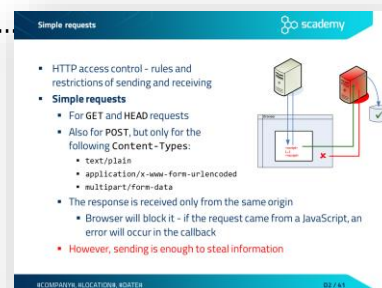 Simple requests
scademy
HTTP access control - rules and
restrictions of sending and receiving
Simple requests
For GET and HEAD requests
Also for POST, but only for the
following Content-Types:
text/plain
application/x-www-form-urlencoded
multipart/form-data
The response is received only from the same origin
Browser will block it - if the request came from a JavaScript, an
error will occur in the callback
However, sending is enough to steal information
#COMPANY#, #LOCATION#, #DATE#
D2 / 41